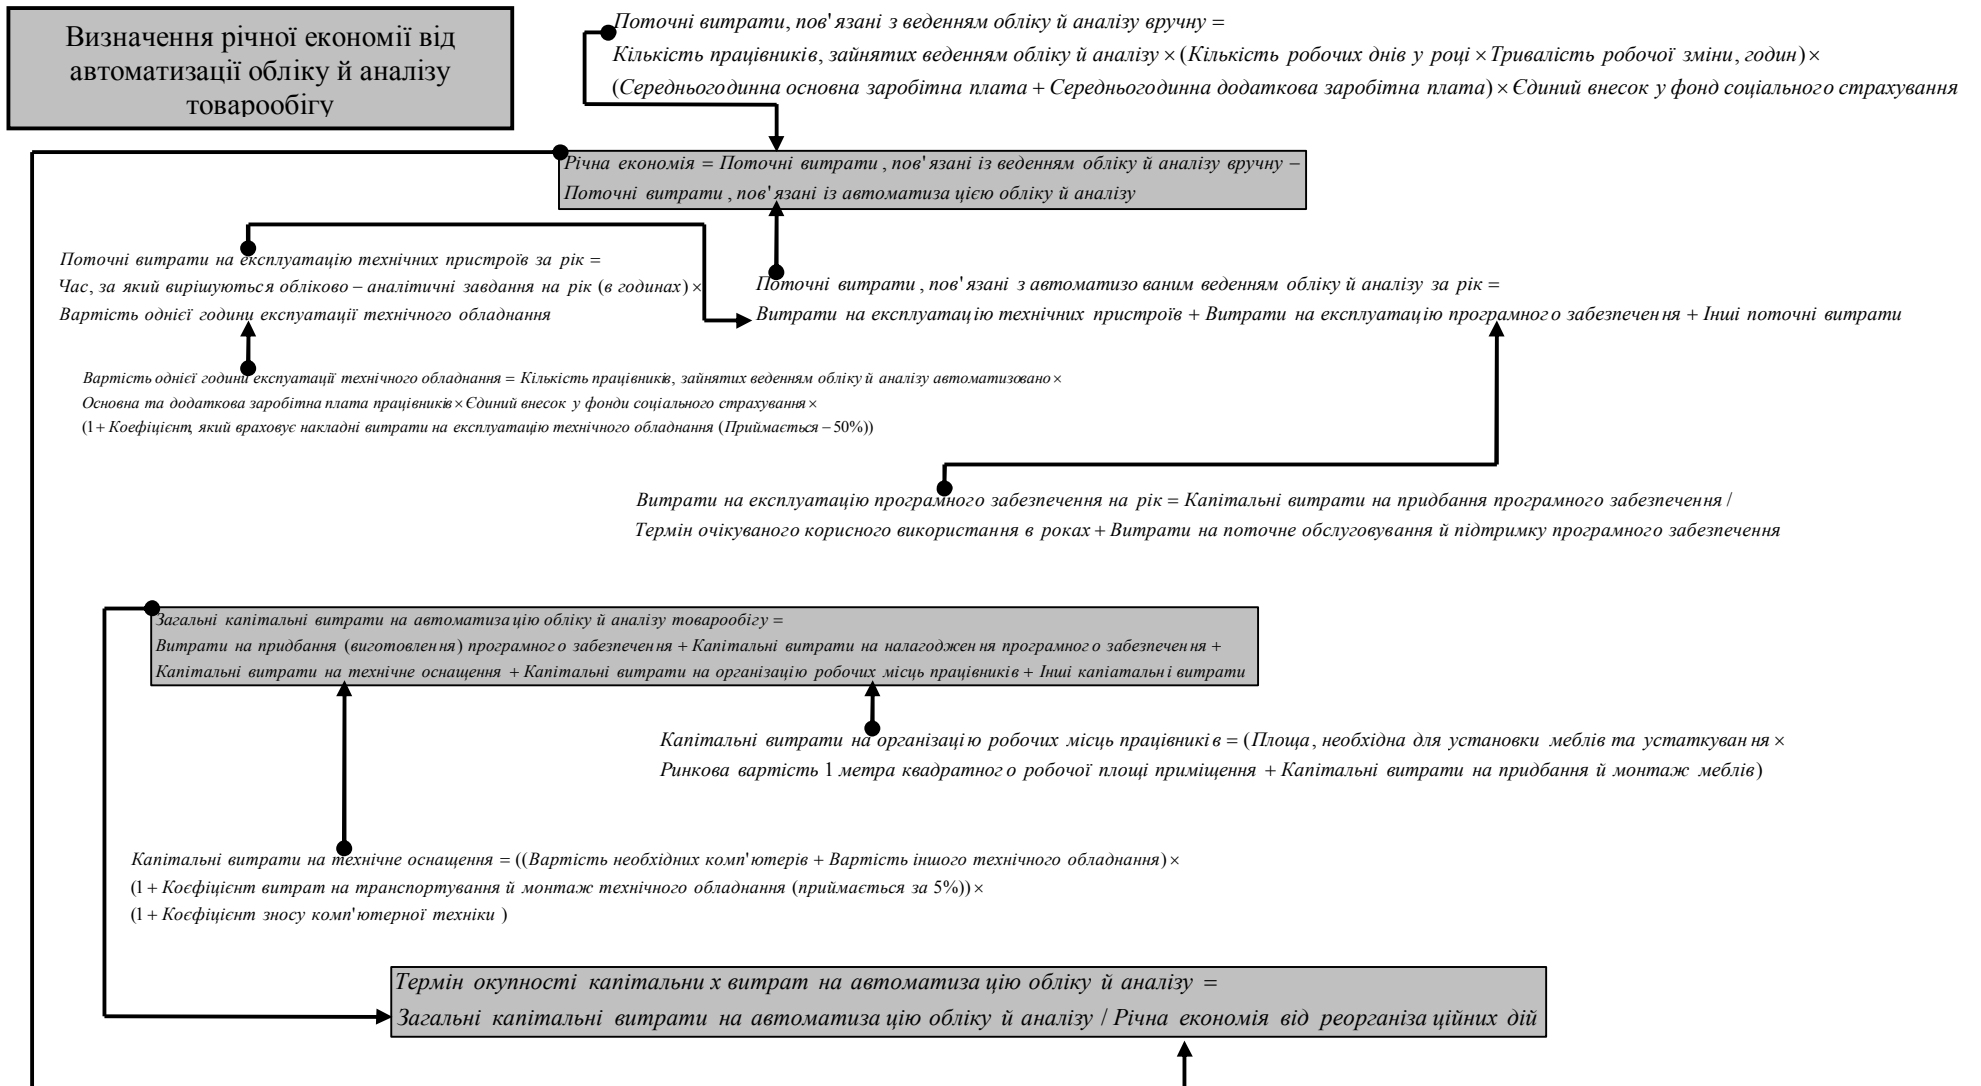 Визначення річної економії від
автоматизації обліку й аналізу
товарообігу
Поточні витрати, пов'язані з веденням обліку й аналізу вручну =
Кількість працівників, зайнятих веденням обліку й аналізу × (Кількість робочих днів у році × Тривалість робочої зміни, годин) ×
(Середньогодинна основна заробітна плата + Середньогодинна додаткова заробітна плата) × Єдиний внесок у фонд соціального страхування
Річна економія = Поточні витрати, пов'язані із веденням обліку й аналізу вручну –
Поточні витрати, пов'язані із автоматизацією обліку й аналізу
Поточні витрати на експлуатацію технічних пристроїв за рік =
Час, за який вирішуються обліково – аналітичні завдання на рік (в годинах) ×
Вартість однієї години експуатації технічного обладнання
Поточні витрати, пов'язані з автоматизованим веденням обліку й аналізу за рік =
Витрати на експлуатацію технічних пристроїв + Витрати на експлуатацію програмного забезпечення + Інші поточні витрати
Вартість однієї години експуатації технічного обладнання = Кількість працівників, зайнятих веденням обліку й аналізу автоматизовано ×
Основна та додаткова заробітна плата працівників × Єдиний внесок у фонди соціального страхування ×
(1 + Коефіцієнт, який враховує накладні витрати на експлуатацію технічного обладнання (Приймається – 50%))
Витрати на експлуатацію програмного забезпечення на рік = Капітальні витрати на придбання програмного забезпечення /
Термін очікуваного корисного використання в роках + Витрати на поточне обслуговування й підтримку програмного забезпечення
Загальні капітальні витрати на автоматизацію обліку й аналізу товарообігу =
Витрати на придбання (виготовлення) програмного забезпечення + Капітальні витрати на налагодження програмного забезпечення +
Капітальні витрати на технічне оснащення + Капітальні витрати на організацію робочих місць працівників + Інші капіатальні витрати
Капітальні витрати на організацію робочих місць працівників = (Площа, необхідна для установки меблів та устаткування ×
Ринкова вартість 1 метра квадратного робочої площі приміщення + Капітальні витрати на придбання й монтаж меблів)
Капітальні витрати на технічне оснащення = ((Вартість необхідних комп'ютерів + Вартість іншого технічного обладнання) ×
(1 + Коєфіцієнт витрат на транспортування й монтаж технічного обладнання (приймається за 5%)) ×
(1 + Коєфіцієнт зносу комп'ютерної техніки )
Термін окупності капітальних витрат на автоматизацію обліку й аналізу =
Загальні капітальні витрати на автоматизацію обліку й аналізу / Річна економія від реорганізаційних дій